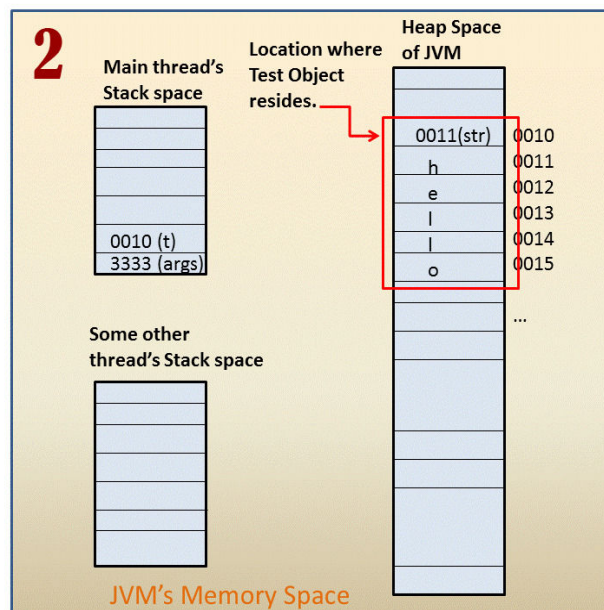 2
Main thread's
Stack space
Location where
Test Object
resides.
Heap Space
of JVM
0011(str) 0010
h 0011
e 0012
l 0013
l 0014
o 0015
...
0010 (t)
3333 (args)
Some other
thread's Stack space
JVM's Memory Space